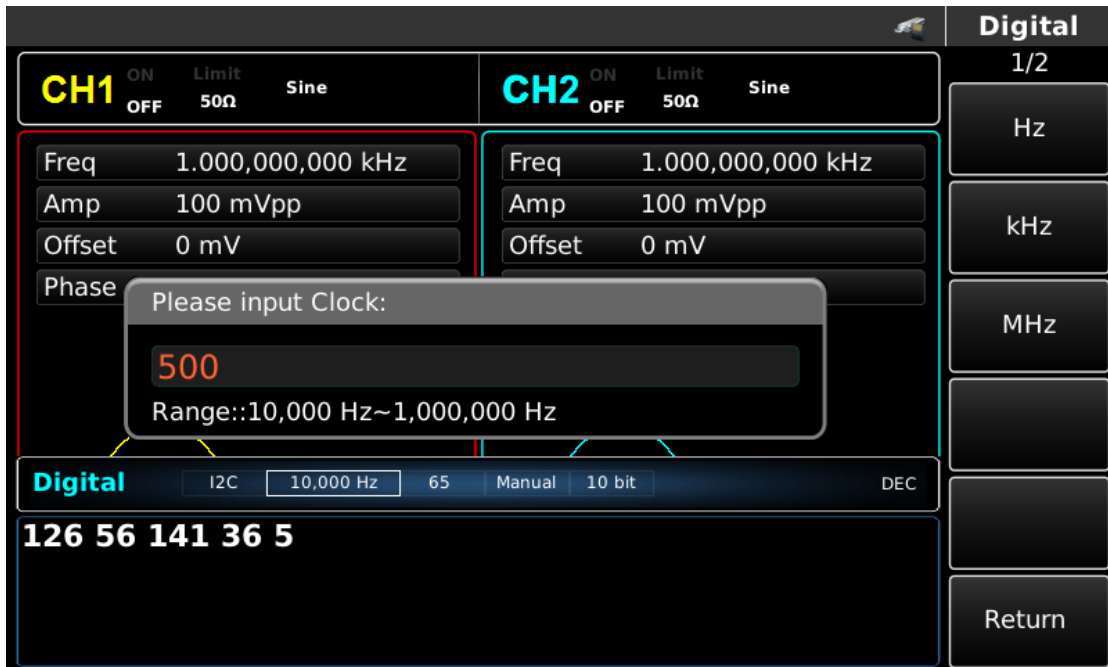 Digital
1/2
CH1 ON OFF Limit 50Ω Sine
CH2 ON OFF Limit 50Ω Sine
Freq 1.000,000,000 kHz
Amp 100 mVpp
Offset 0 mV
Phase
Freq 1.000,000,000 kHz
Amp 100 mVpp
Offset 0 mV
Please input Clock:
500
Range::10,000 Hz~1,000,000 Hz
Digital I2C 10,000 Hz 65 Manual 10 bit DEC
126 56 141 36 5
Hz
kHz
MHz
Return